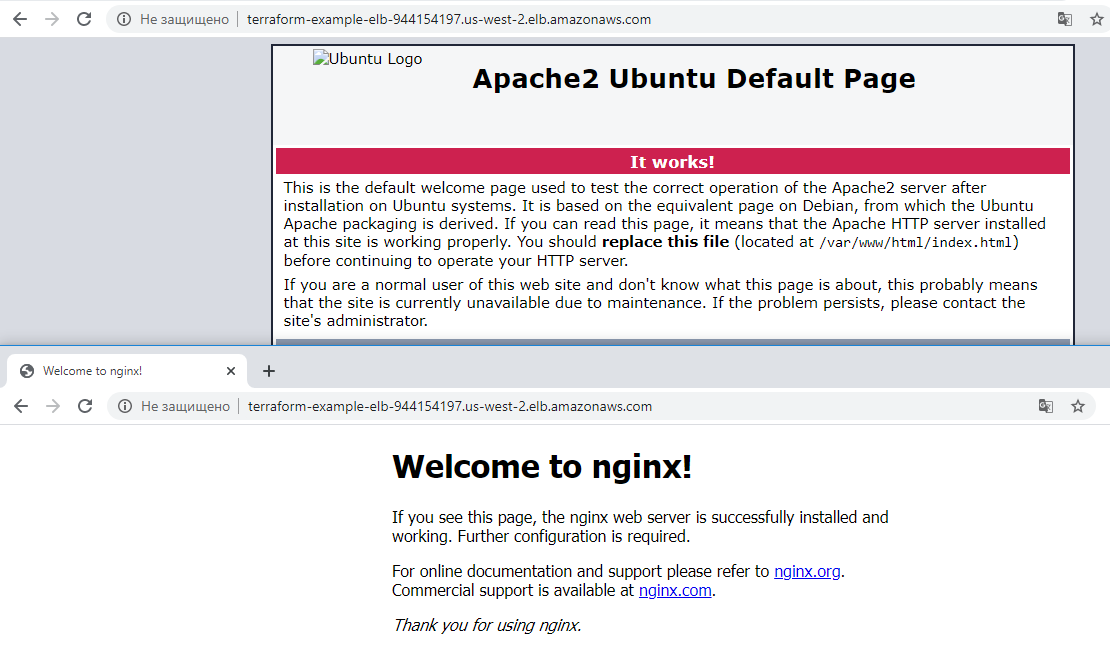 Не защищено terraform-example-elb-944154197.us-west-2.elb.amazonaws.com
Ubuntu Logo
Apache2 Ubuntu Default Page
It works!
This is the default welcome page used to test the correct operation of the Apache2 server after
installation on Ubuntu systems. It is based on the equivalent page on Debian, from which the Ubuntu
Apache packaging is derived. If you can read this page, it means that the Apache HTTP server installed
at this site is working properly. You should replace this file (located at /var/www/html/index.html)
before continuing to operate your HTTP server.
If you are a normal user of this web site and don't know what this page is about, this probably means
that the site is currently unavailable due to maintenance. If the problem persists, please contact the
site's administrator.
Welcome to nginx!
Не защищено terraform-example-elb-944154197.us-west-2.elb.amazonaws.com
Welcome to nginx!
If you see this page, the nginx web server is successfully installed and
working. Further configuration is required.
For online documentation and support please refer to nginx.org.
Commercial support is available at nginx.com.
Thank you for using nginx.